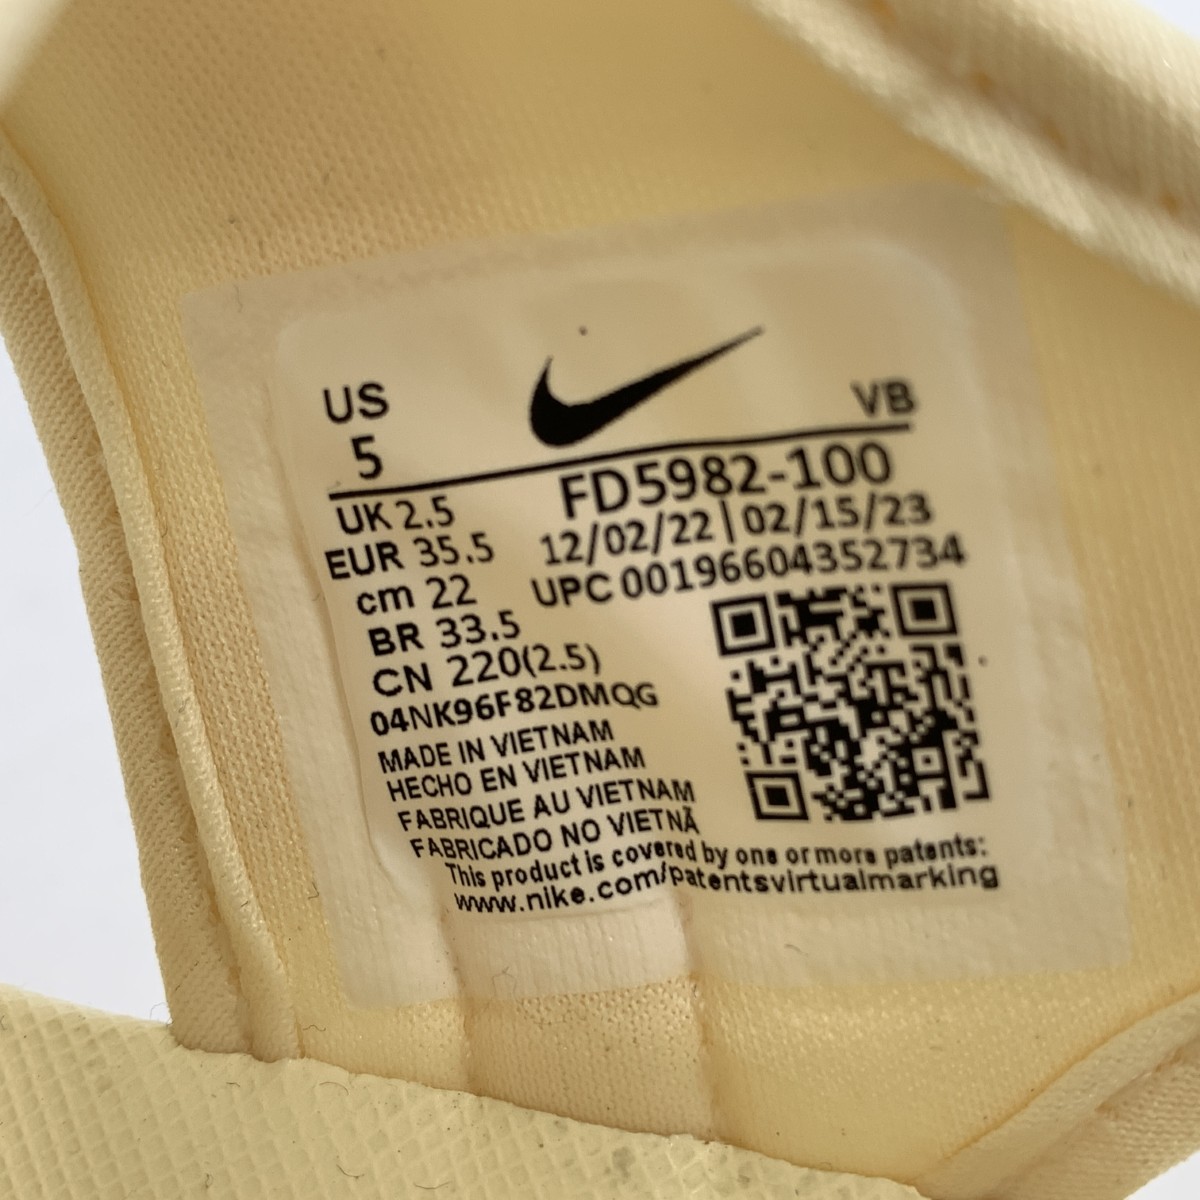 US VB
5
UK 2.5 FD5982-100
EUR 35.5 12/02/22 | 02/15/23
cm 22 UPC 001966043 52734
BR 33.5
CN 220(2.5)
04NK96F82DMQG
MADE IN VIETNAM
HECHO EN VIETNAM
FABRIQUE AU VIETNAM
FABRICADO NO VIETNÃ
This product is covered by one or more patents:
www.nike.com/patentsvirtualmarking